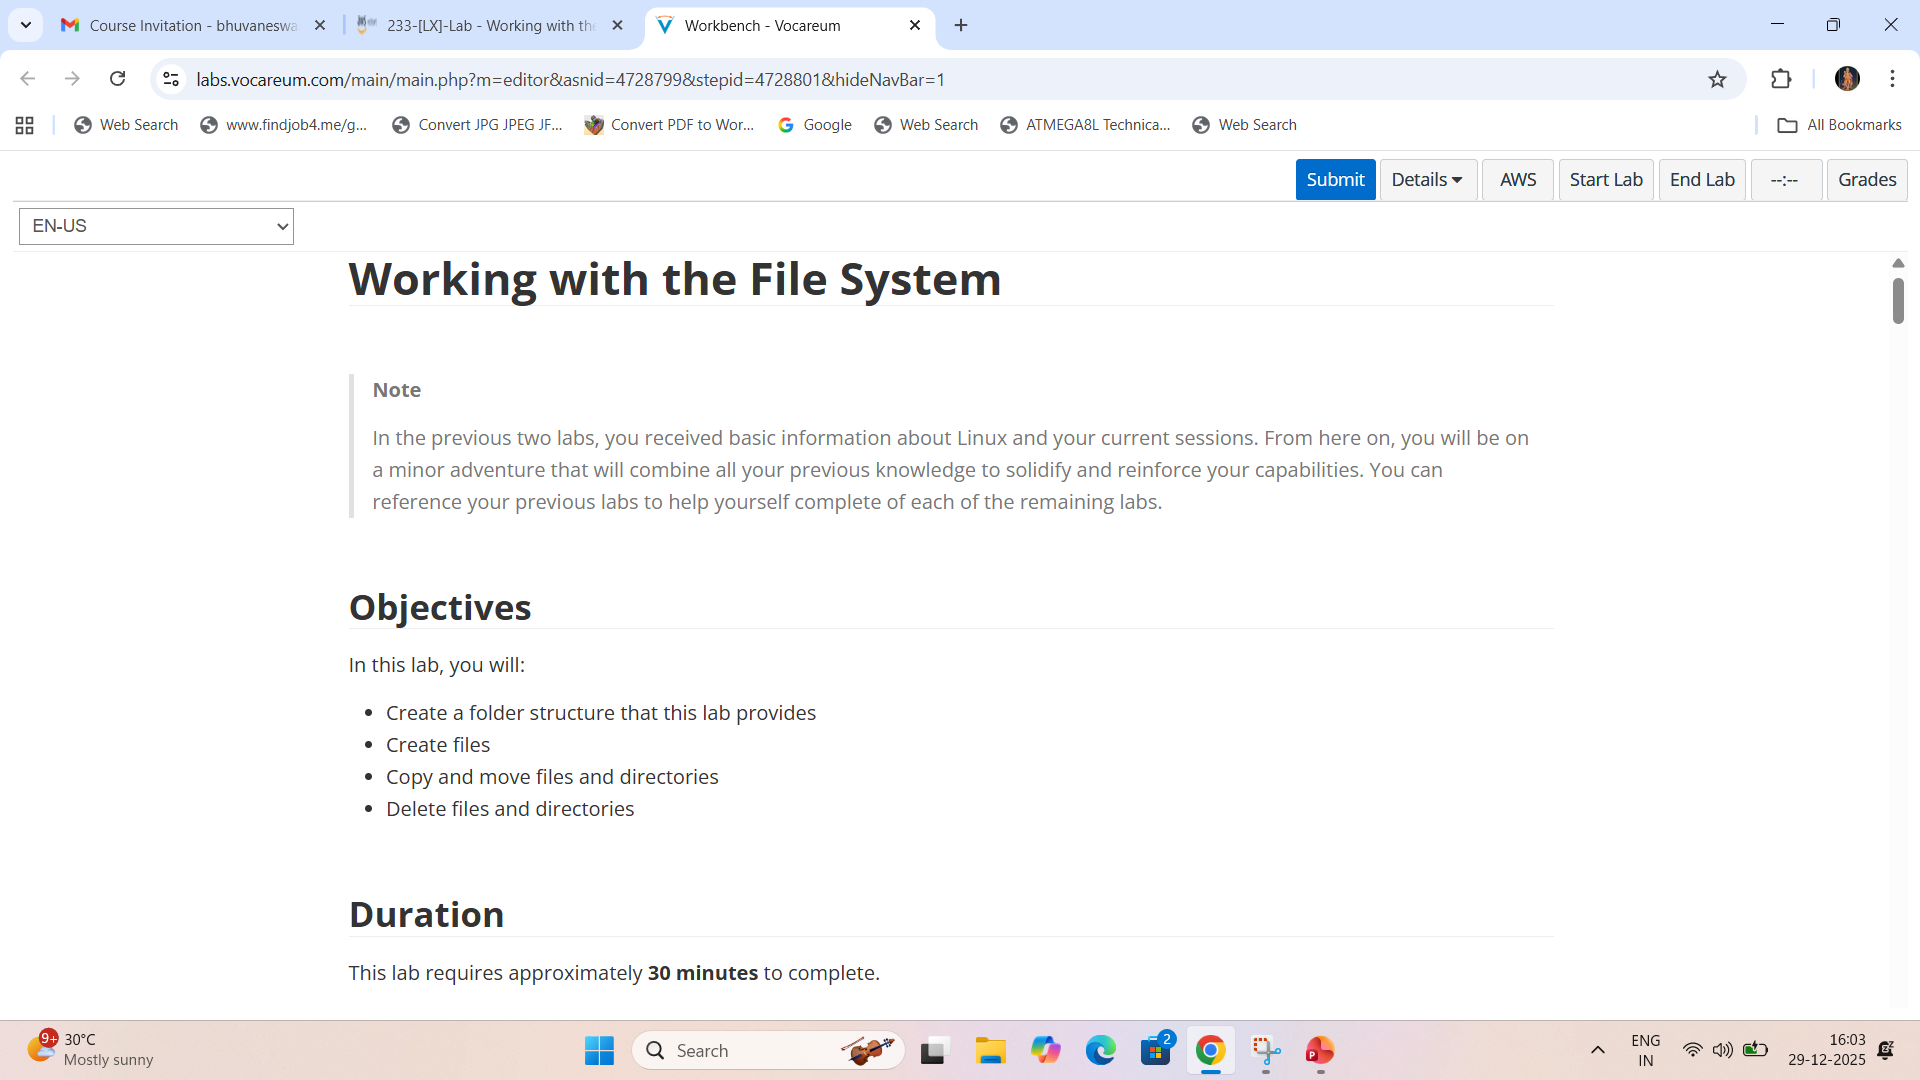 Course Invitation - bhuvaneswa
233-[LX]-Lab - Working with the
Workbench - Vocareum
labs.vocareum.com/main/main.php?m=editor&asnid=4728799&stepid=4728801&hideNavBar=1
Web Search
www.findjob4.me/g...
Convert JPG JPEG JF...
Convert PDF to Wor...
Google
Web Search
ATMEGA8L Technica...
Web Search
All Bookmarks
Submit
Details
AWS
Start Lab
End Lab
--:--
Grades
EN-US
Working with the File System
Note
In the previous two labs, you received basic information about Linux and your current sessions. From here on, you will be on
a minor adventure that will combine all your previous knowledge to solidify and reinforce your capabilities. You can
reference your previous labs to help yourself complete of each of the remaining labs.
Objectives
In this lab, you will:
• Create a folder structure that this lab provides
• Create files
• Copy and move files and directories
• Delete files and directories
Duration
This lab requires approximately 30 minutes to complete.
9+
30°C
Mostly sunny
Search
2
P
ENG
IN
16:03
29-12-2025